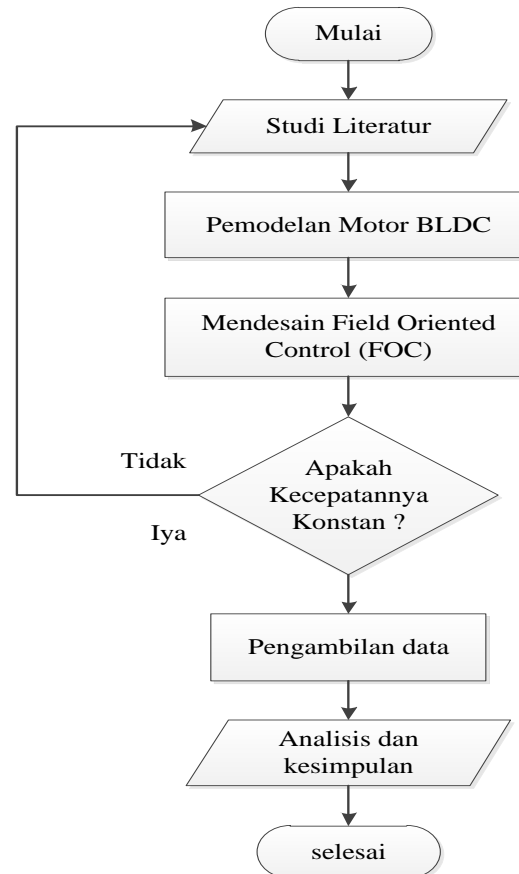 Mulai
Studi Literatur
Pemodelan Motor BLDC
Mendesain Field Oriented
Control (FOC)
Tidak
Apakah
Kecepatannya
Konstan ?
Iya
Pengambilan data
Analisis dan
kesimpulan
selesai